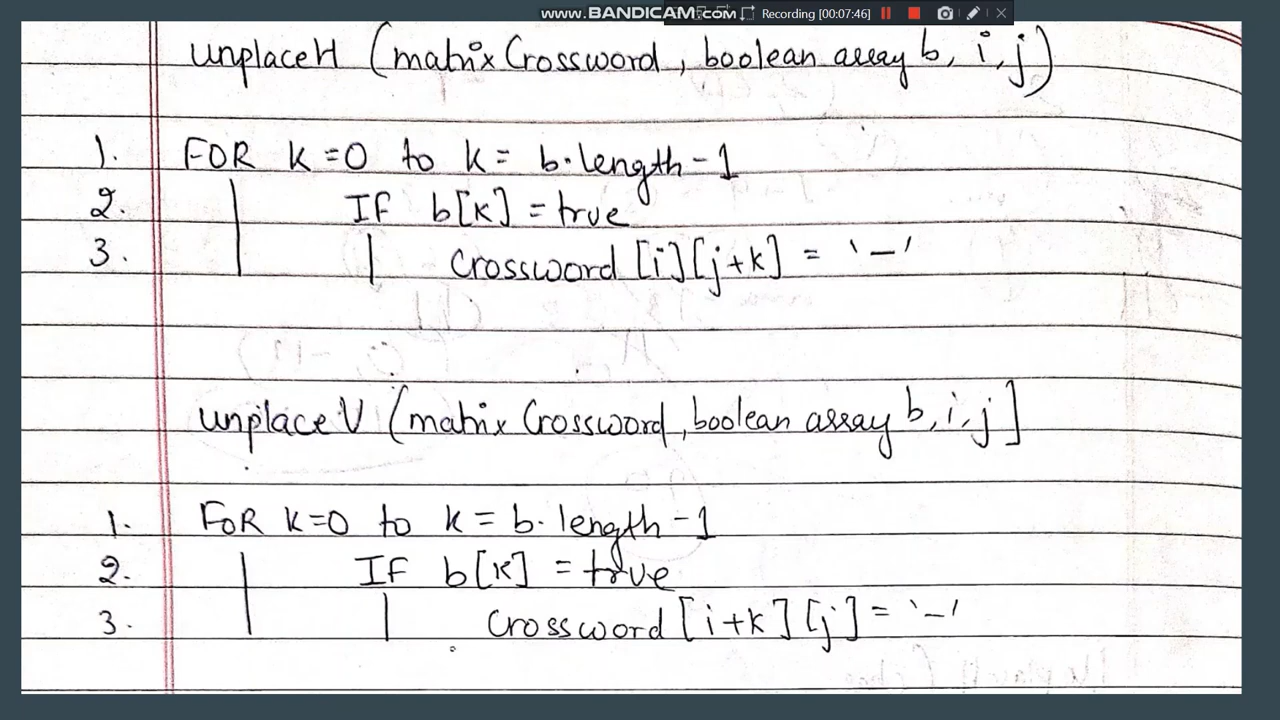 www.BANDICAM.com Recording [00:07:46]
unplaceH (matrix Crossword, boolean array b, i, j)
1. FOR k=0 to k= b.length-1
2. IF b[k] = true
3. Crossword [i][j+k] = '-'
unplace V (matrix Crossword, boolean array b, i, j]
1. FOR k=0 to k = b.length-1
2. IF b[k] = true
3. Crossword [i+k][j] = '-'